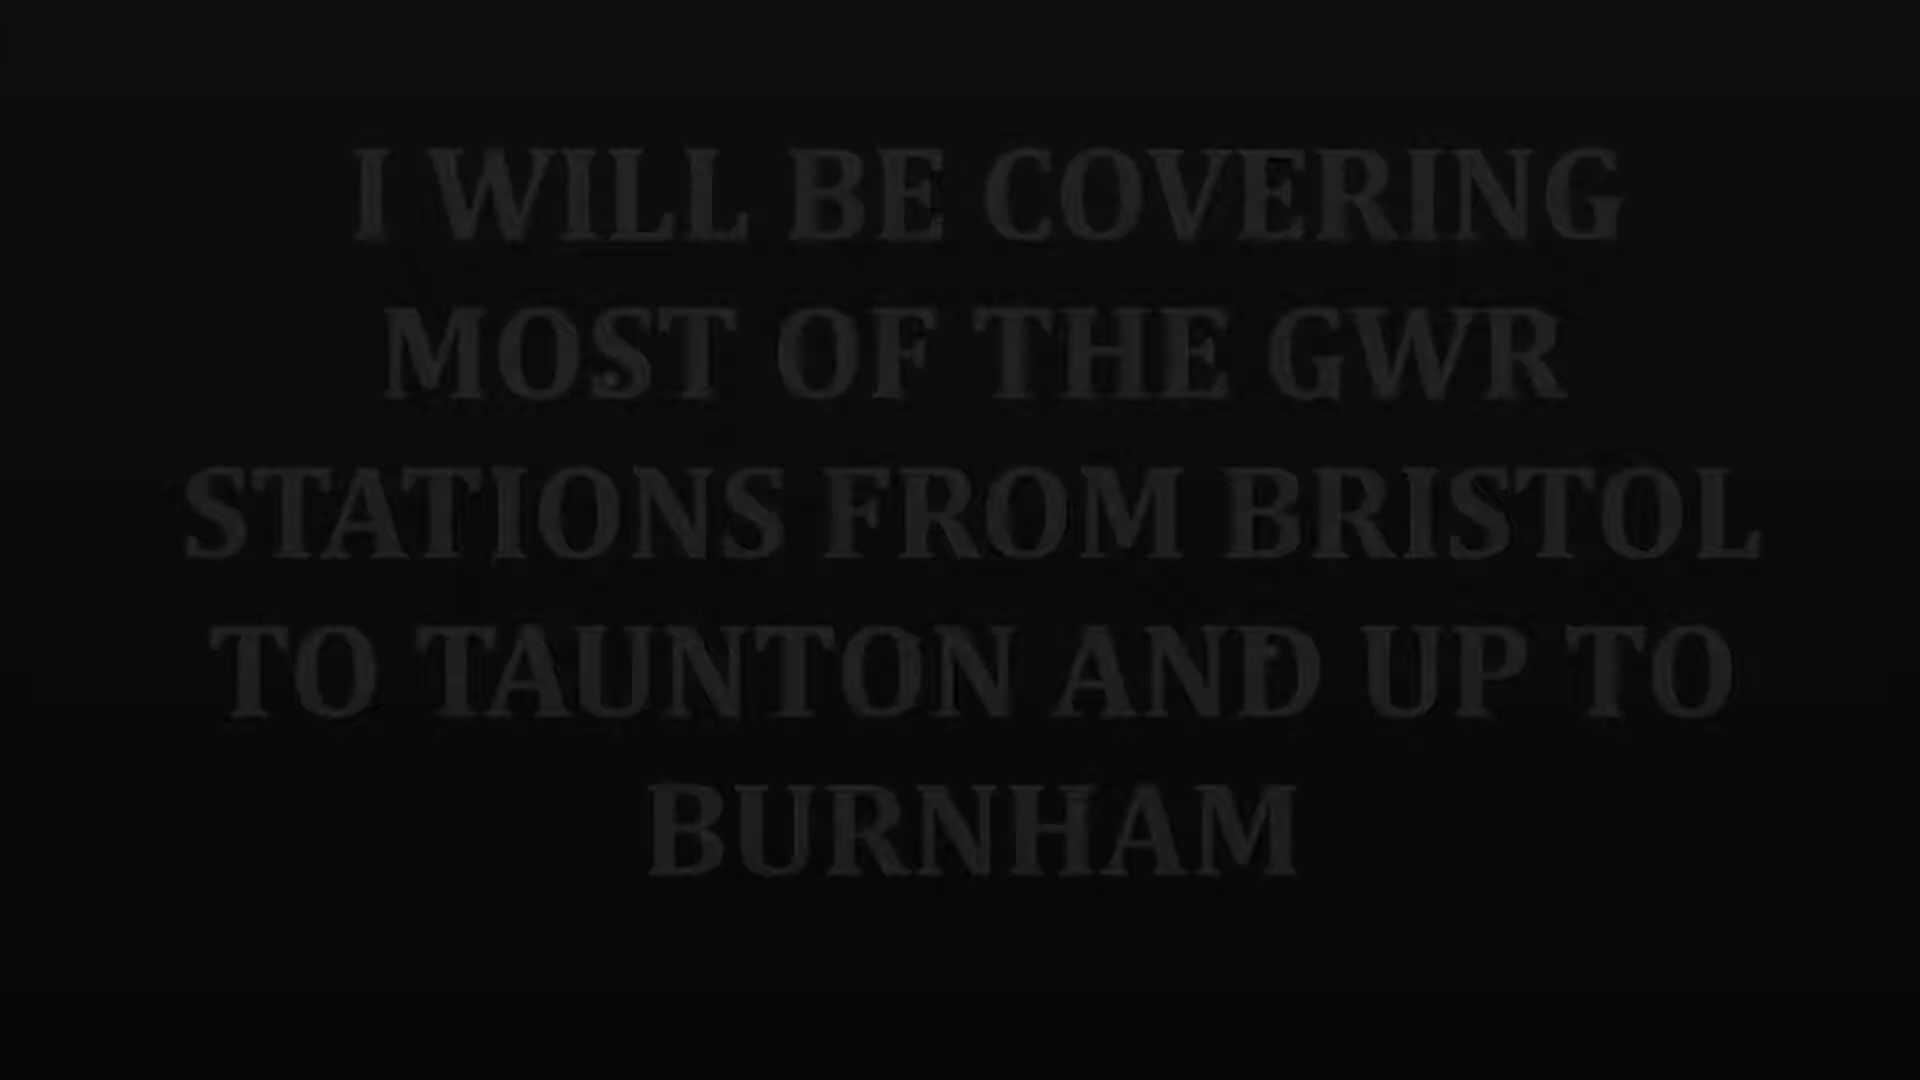 I WILL BE COVERING
MOST OF THE GWR
STATIONS FROM BRISTOL
TO TAUNTON AND UP TO
BURNHAM